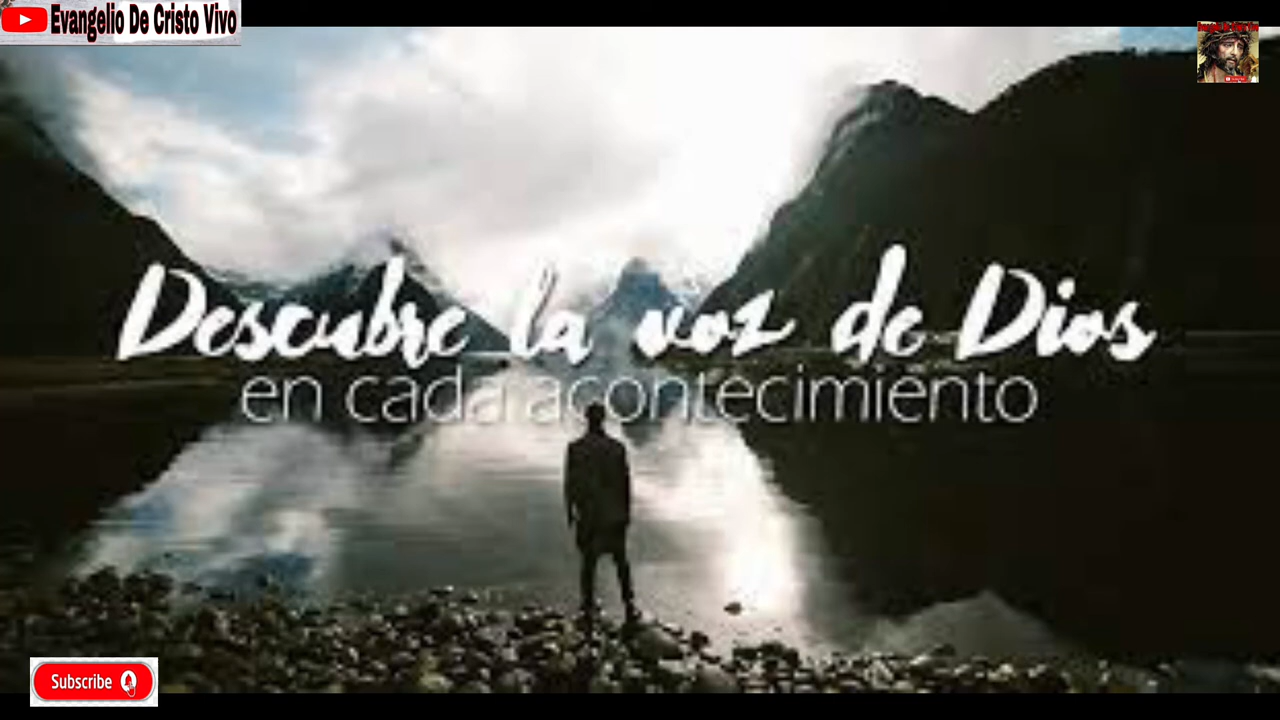 Evangelio De Cristo Vivo
Descubre la voz de Dios
en cada acontecimiento
Subscribe